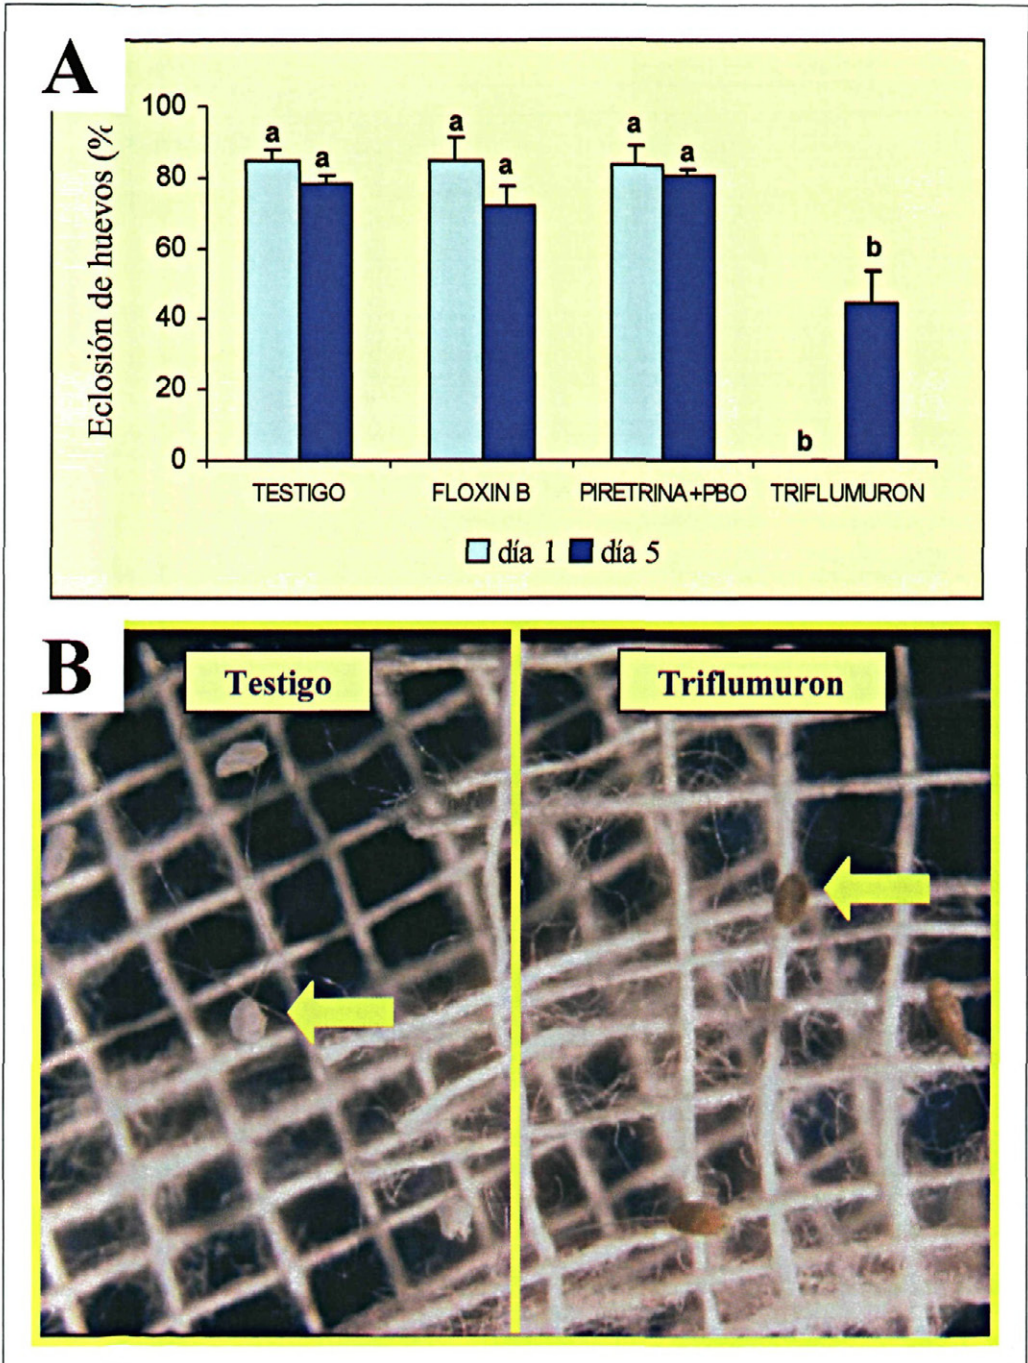 A
Eclosión de huevos (%
100
80
60
40
20
0
a
a
a
a
a
a
b
b
TESTIGO
FLOXIN B
PIRETRINA+PBO
TRIFLUMURON
día 1
día 5
B
Testigo
Triflumuron